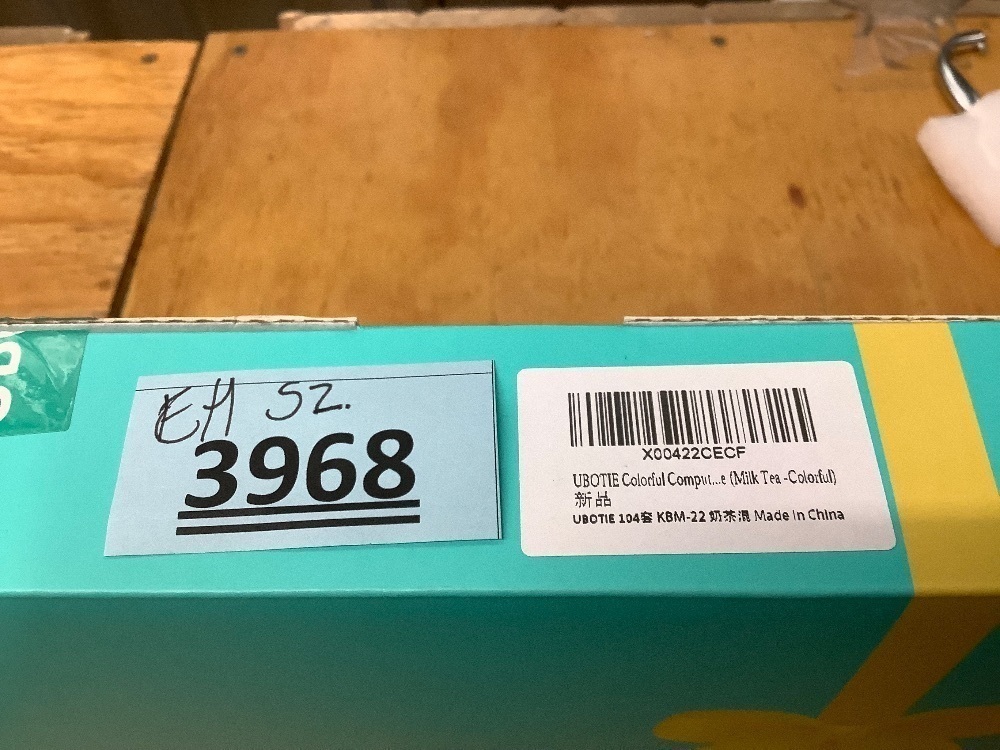 EH 52.
3968
X00422CECF
UBOTIE Colorful Comput...e (Milk Tea -Colorful)
新品
UBOTIE 104套 KBM-22 奶茶混 Made In China